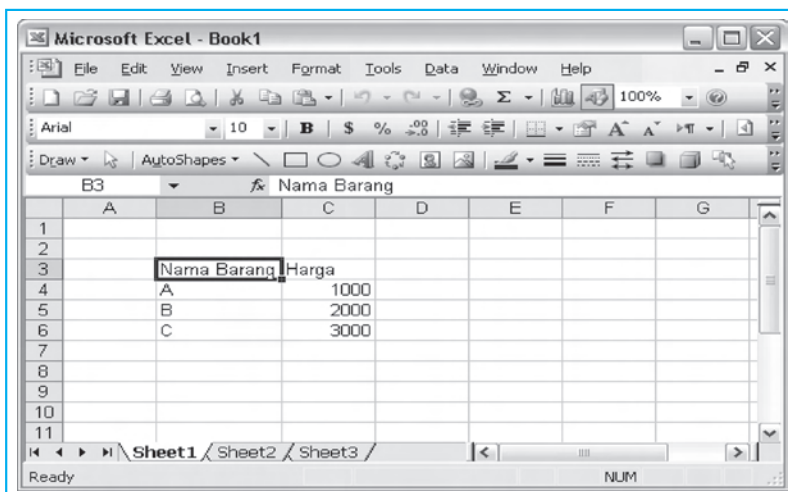 Microsoft Excel - Book1
File Edit View Insert Format Tools Data Window Help
100%
Arial 10 B $ %
Draw AutoShapes
B3 fx Nama Barang
A B C D E F G
1
2
3 Nama Barang Harga
4 A 1000
5 B 2000
6 C 3000
7
8
9
10
11
Sheet1 Sheet2 Sheet3
Ready NUM